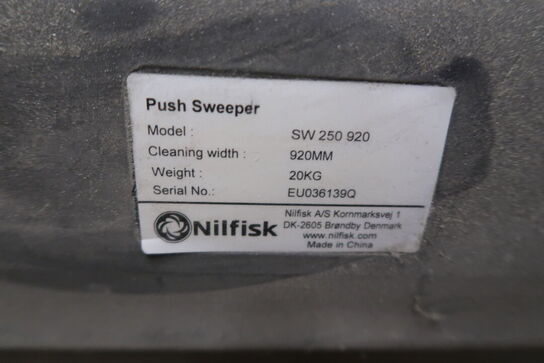 Push Sweeper
Model : SW 250 920
Cleaning width : 920MM
Weight : 20KG
Serial No.: EU036139Q
Nilfisk
Nilfisk A/S Kornmarksvej 1
DK-2605 Brøndby Denmark
www.nilfisk.com
Made in China